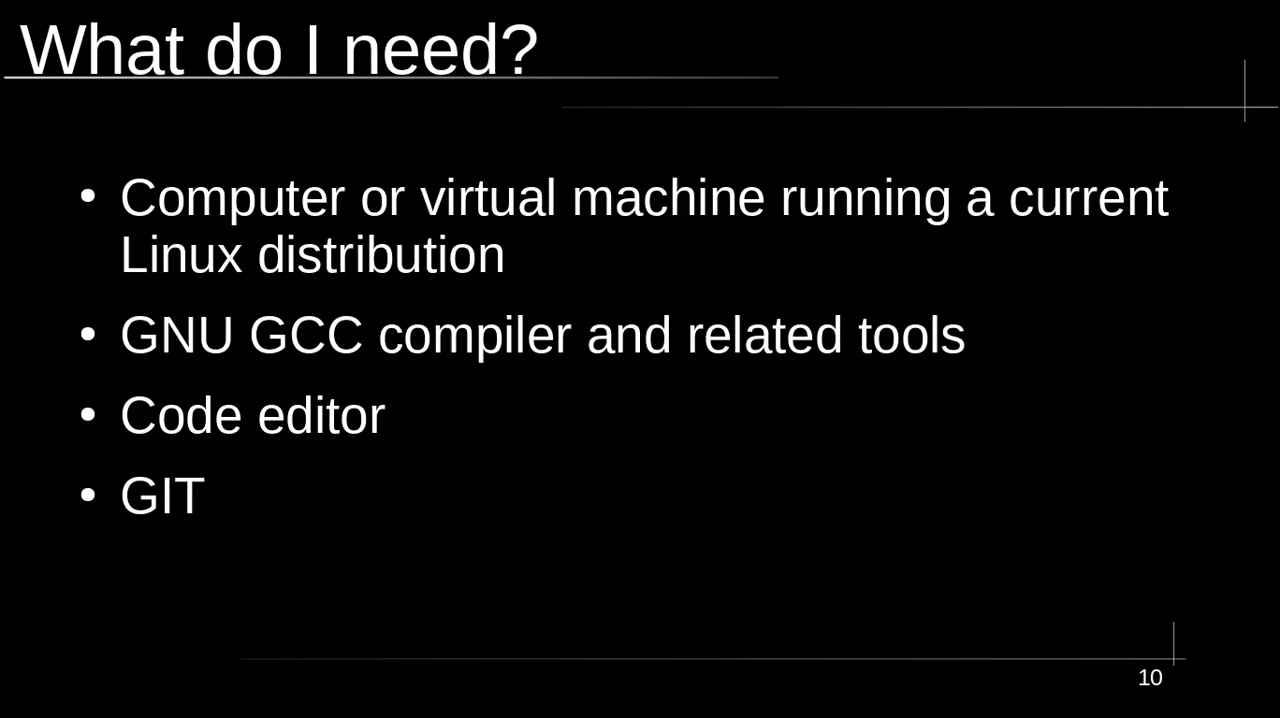 What do I need?
• Computer or virtual machine running a current
Linux distribution
• GNU GCC compiler and related tools
• Code editor
• GIT
10